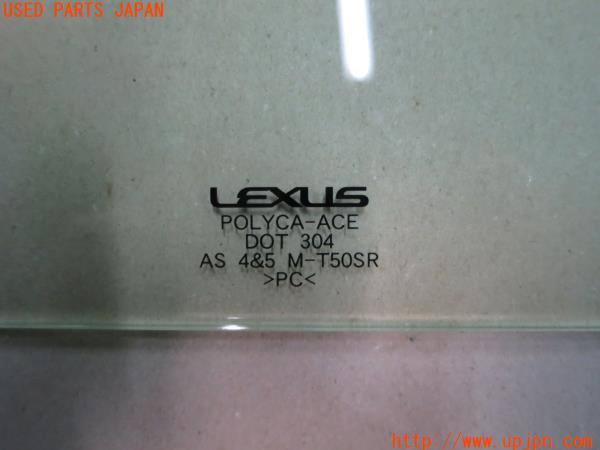 USED PARTS JAPAN
LEXUS
POLYCA-ACE
DOT 304
AS 4&5 M-T50SR
>PC<
http://www.upjpn.com/